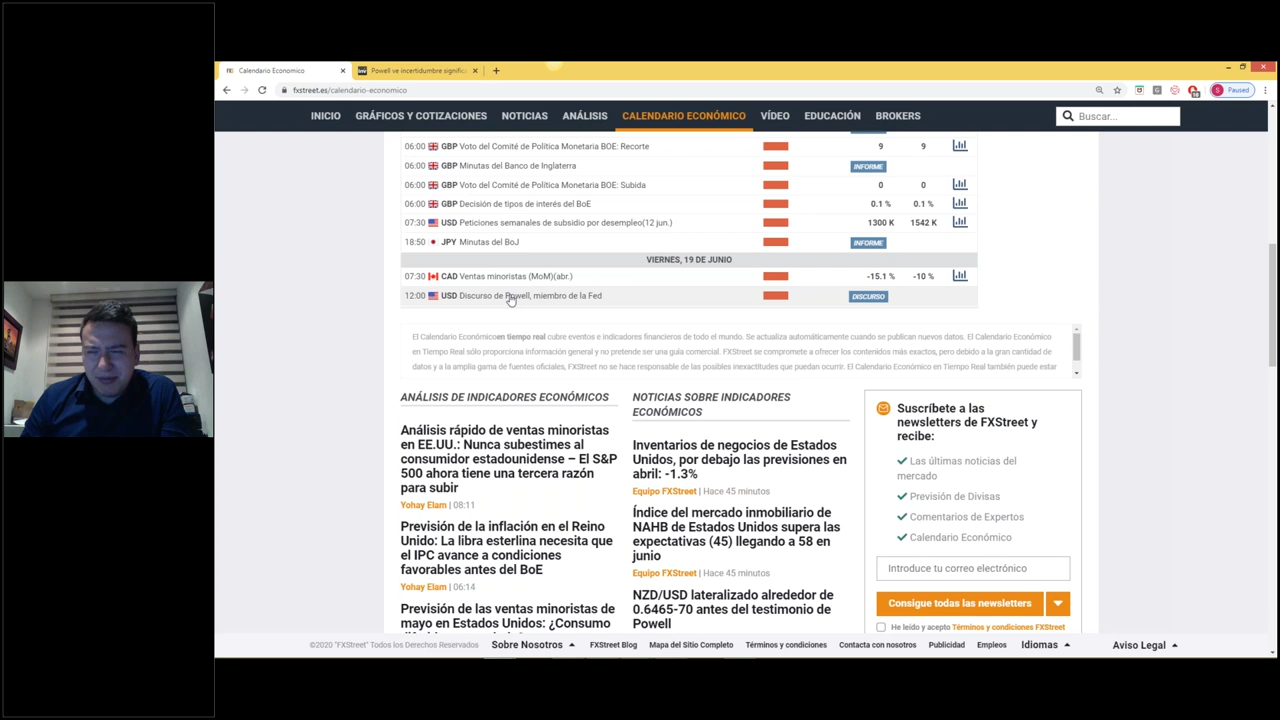 Calendario Economico
Powell ve incertidumbre signific
fxstreet.es/calendario-economico
Paused
INICIO GRÁFICOS Y COTIZACIONES NOTICIAS ANÁLISIS CALENDARIO ECONÓMICO VÍDEO EDUCACIÓN BROKERS
Buscar...
06:00 GBP Voto del Comité de Política Monetaria BOE: Recorte 9 9
06:00 GBP Minutas del Banco de Inglaterra INFORME
06:00 GBP Voto del Comité de Política Monetaria BOE: Subida 0 0
06:00 GBP Decisión de tipos de interés del BoE 0.1 % 0.1 %
07:30 USD Peticiones semanales de subsidio por desempleo(12 jun.) 1300 K 1542 K
18:50 JPY Minutas del BoJ INFORME
VIERNES, 19 DE JUNIO
07:30 CAD Ventas minoristas (MoM)(abr.) -15.1 % -10 %
12:00 USD Discurso de Powell, miembro de la Fed DISCURSO
El Calendario Económicoen tiempo real cubre eventos e indicadores financieros de todo el mundo. Se actualiza automáticamente cuando se publican nuevos datos. El Calendario Económico
en Tiempo Real sólo proporciona información general y no pretende ser una guía comercial. FXStreet se compromete a ofrecer los contenidos más exactos, pero debido a la gran cantidad de
datos y a la amplia gama de fuentes oficiales, FXStreet no se hace responsable de las posibles inexactitudes que puedan ocurrir. El Calendario Económico en Tiempo Real también puede estar
ANÁLISIS DE INDICADORES ECONÓMICOS
Análisis rápido de ventas minoristas
en EE.UU.: Nunca subestimes al
consumidor estadounidense – El S&P
500 ahora tiene una tercera razón
para subir
Yohay Elam | 08:11
Previsión de la inflación en el Reino
Unido: La libra esterlina necesita que
el IPC avance a condiciones
favorables antes del BoE
Yohay Elam | 06:14
Previsión de las ventas minoristas de
mayo en Estados Unidos: ¿Consumo
NOTICIAS SOBRE INDICADORES
ECONÓMICOS
Inventarios de negocios de Estados
Unidos, por debajo las previsiones en
abril: -1.3%
Equipo FXStreet | Hace 45 minutos
Índice del mercado inmobiliario de
NAHB de Estados Unidos supera las
expectativas (45) llegando a 58 en
junio
Equipo FXStreet | Hace 45 minutos
NZD/USD lateralizado alrededor de
0.6465-70 antes del testimonio de
Powell
Suscríbete a las
newsletters de FXStreet y
recibe:
Las últimas noticias del
mercado
Previsión de Divisas
Comentarios de Expertos
Calendario Económico
Introduce tu correo electrónico
Consigue todas las newsletters
He leído y acepto Términos y condiciones FXStreet
©2020 "FXStreet" Todos los Derechos Reservados Sobre Nosotros FXStreet Blog Mapa del Sitio Completo Términos y condiciones Contacta con nosotros Publicidad Empleos Idiomas Aviso Legal